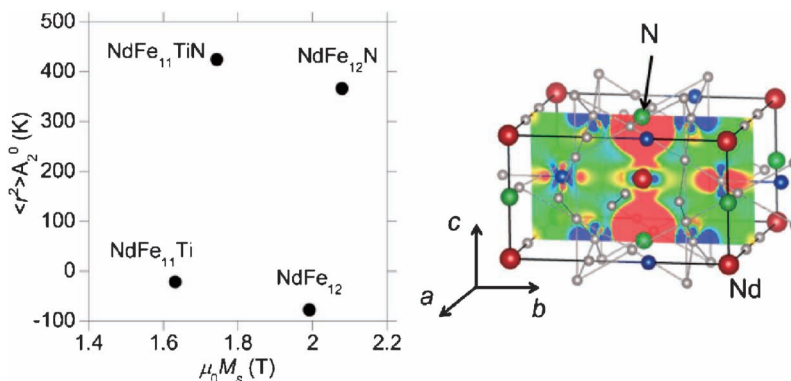 500
400
300
200
100
0
-100
<r²>A₂⁰ (K)
NdFe₁₁TiN
NdFe₁₂N
NdFe₁₁Ti
NdFe₁₂
1.4 1.6 1.8 2 2.2
μ₀Mₛ (T)
N
c
a
b
Nd